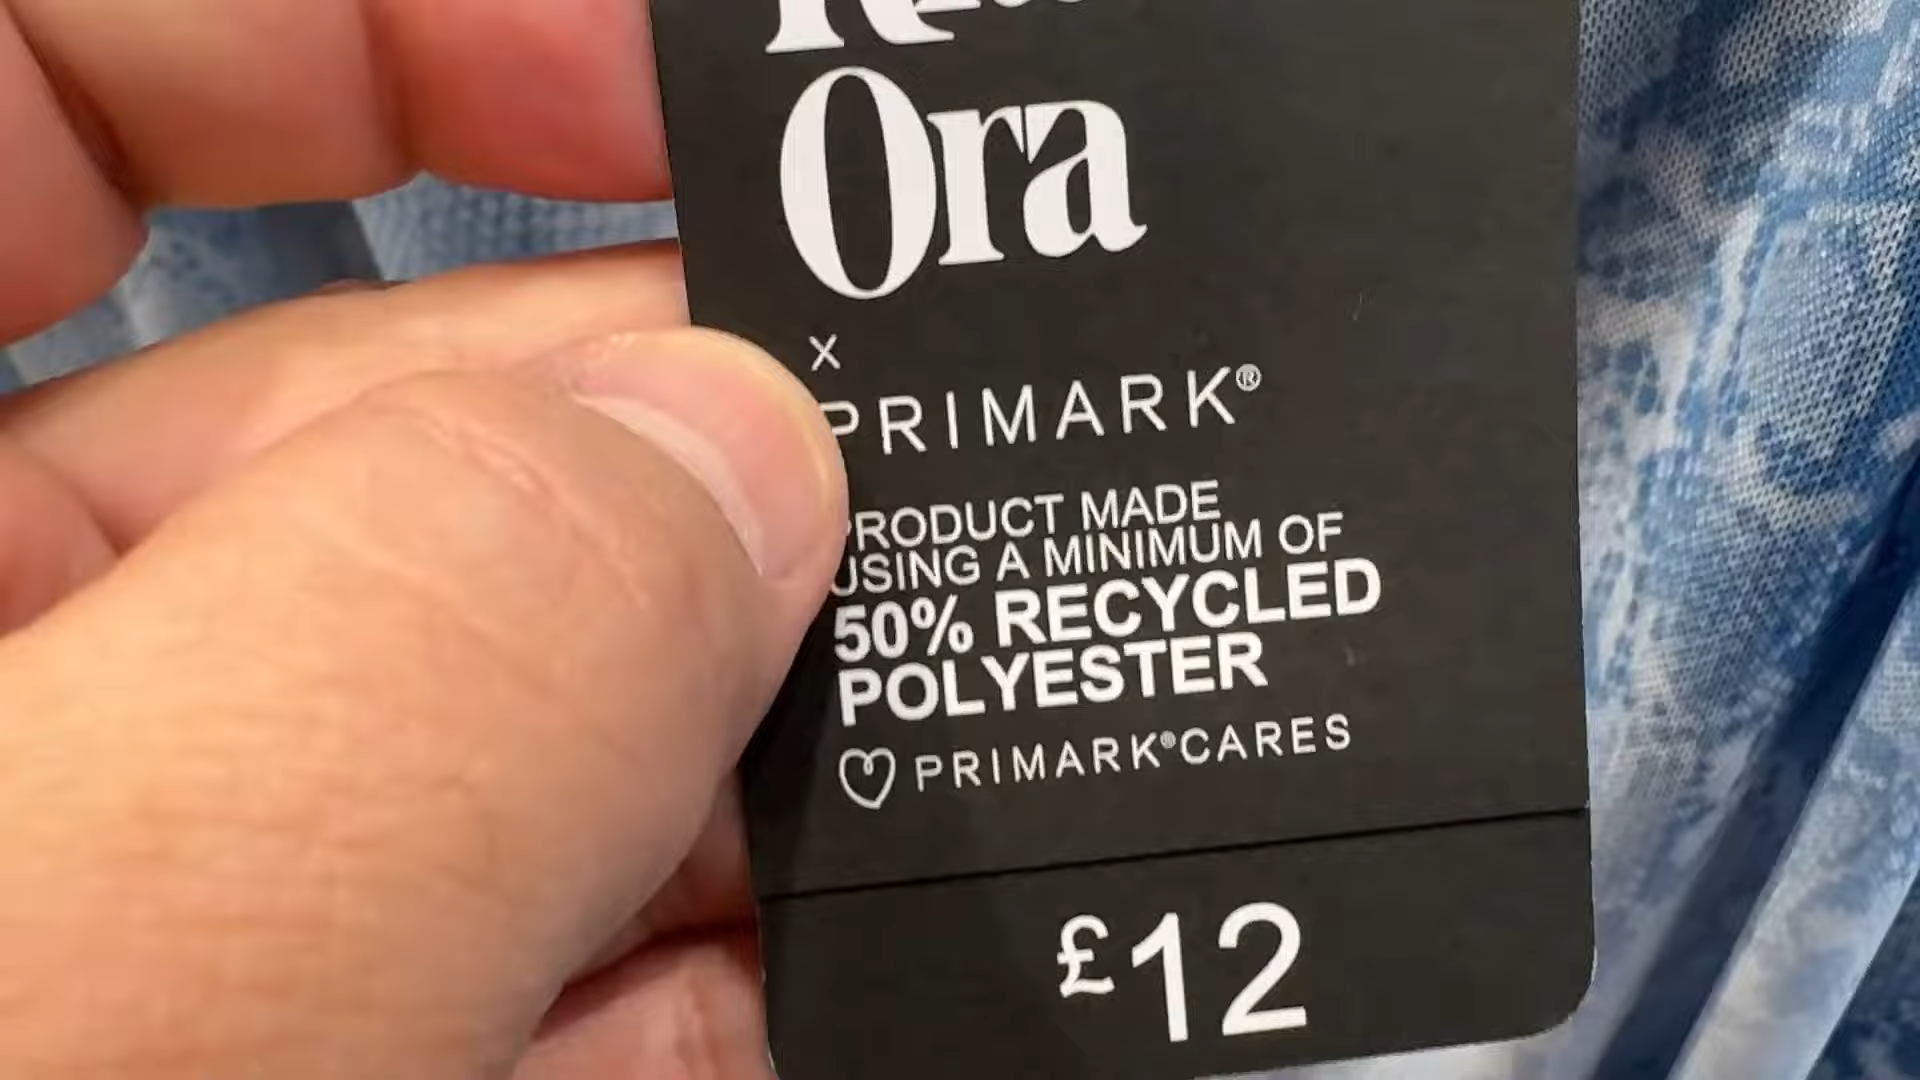 Ora
x
PRIMARK®
PRODUCT MADE
USING A MINIMUM OF
50% RECYCLED
POLYESTER
PRIMARK®CARES
£12